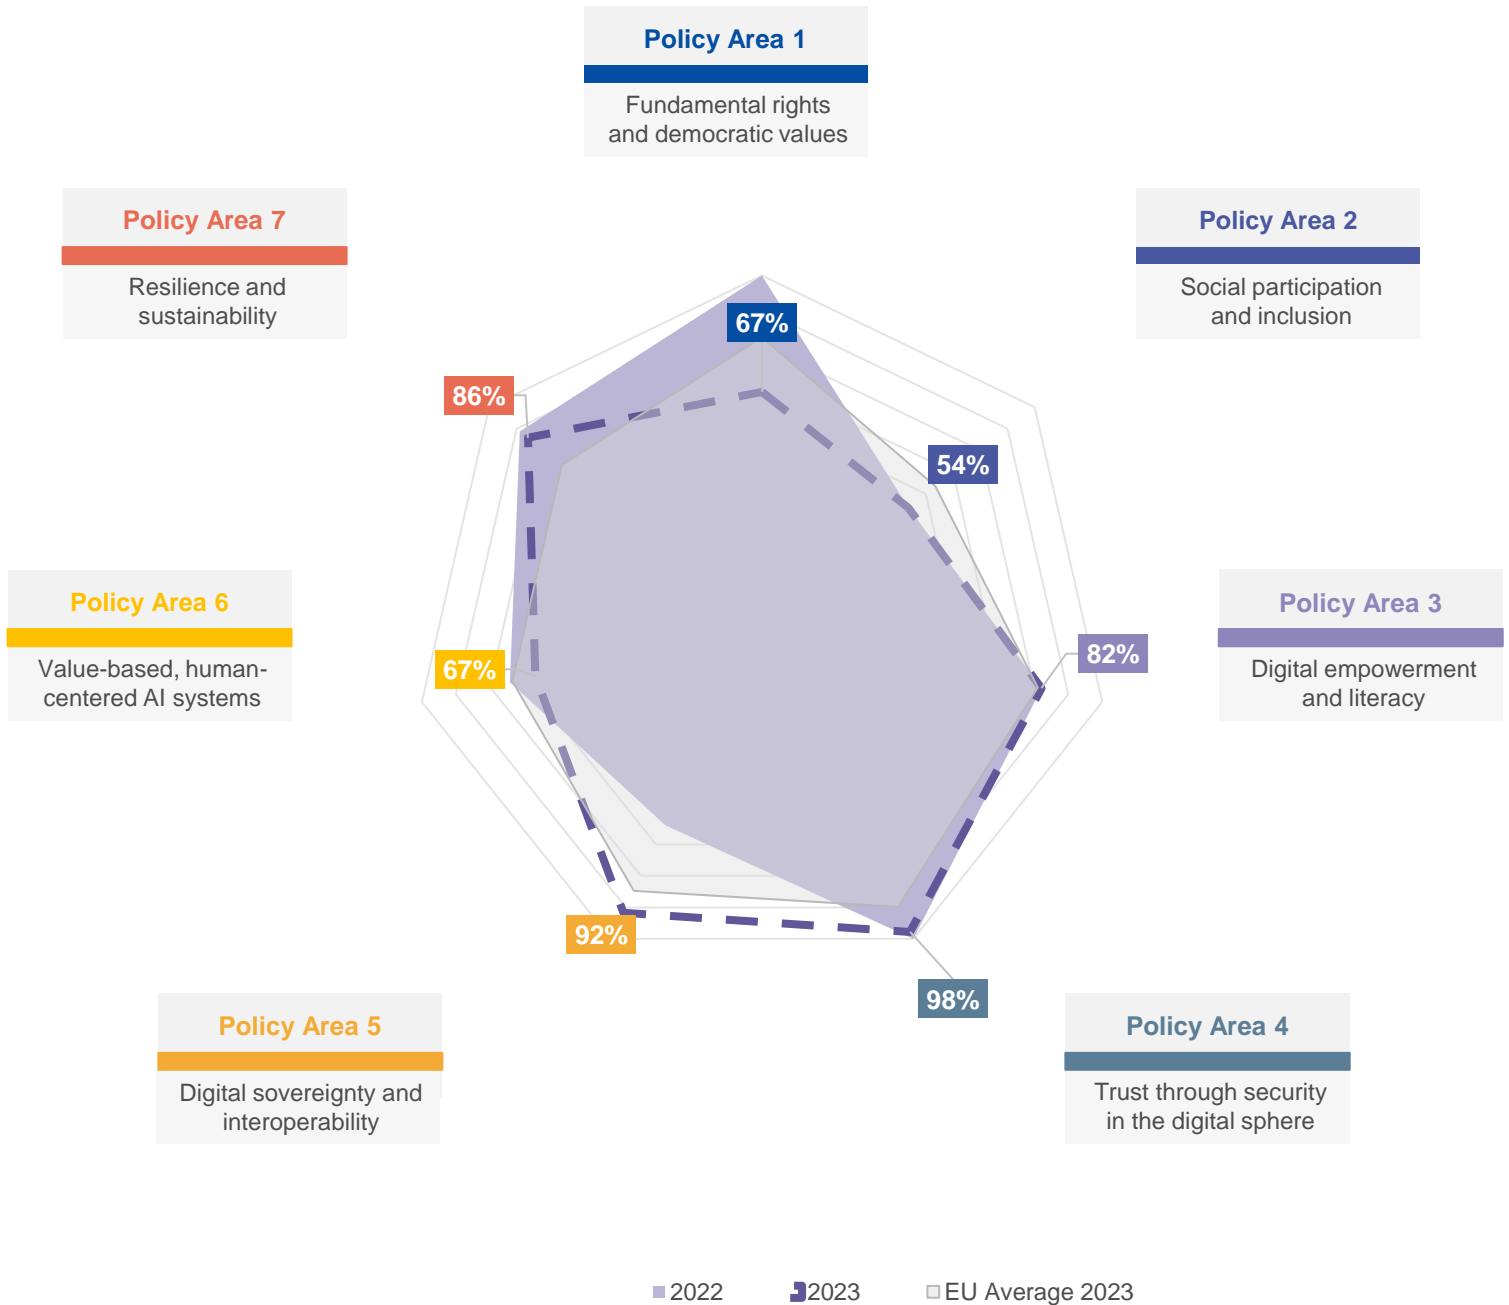 Policy Area 1
Fundamental rights
and democratic values
Policy Area 7
Resilience and
sustainability
Policy Area 2
Social participation
and inclusion
67%
86%
54%
Policy Area 6
Value-based, human-
centered AI systems
67%
82%
Policy Area 3
Digital empowerment
and literacy
92%
98%
Policy Area 5
Digital sovereignty and
interoperability
Policy Area 4
Trust through security
in the digital sphere
2022
2023
EU Average 2023